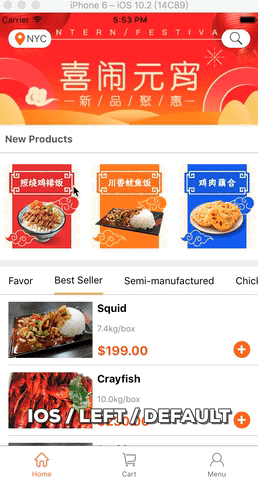 iPhone 6 – iOS 10.2 (14C89)
Carrier
5:53 PM
NYC
NTERN/FESTIVA
喜闹元宵
新/品/聚/惠
New Products
照烧鸡排饭
川香鱿鱼饭
鸡肉藕合
Favor
Best Seller
Semi-manufactured
Chick
Squid
7.4kg/box
$199.00
Crayfish
10.0kg/box
IOS / LEFT / DEFAULT
Home
Cart
Menu